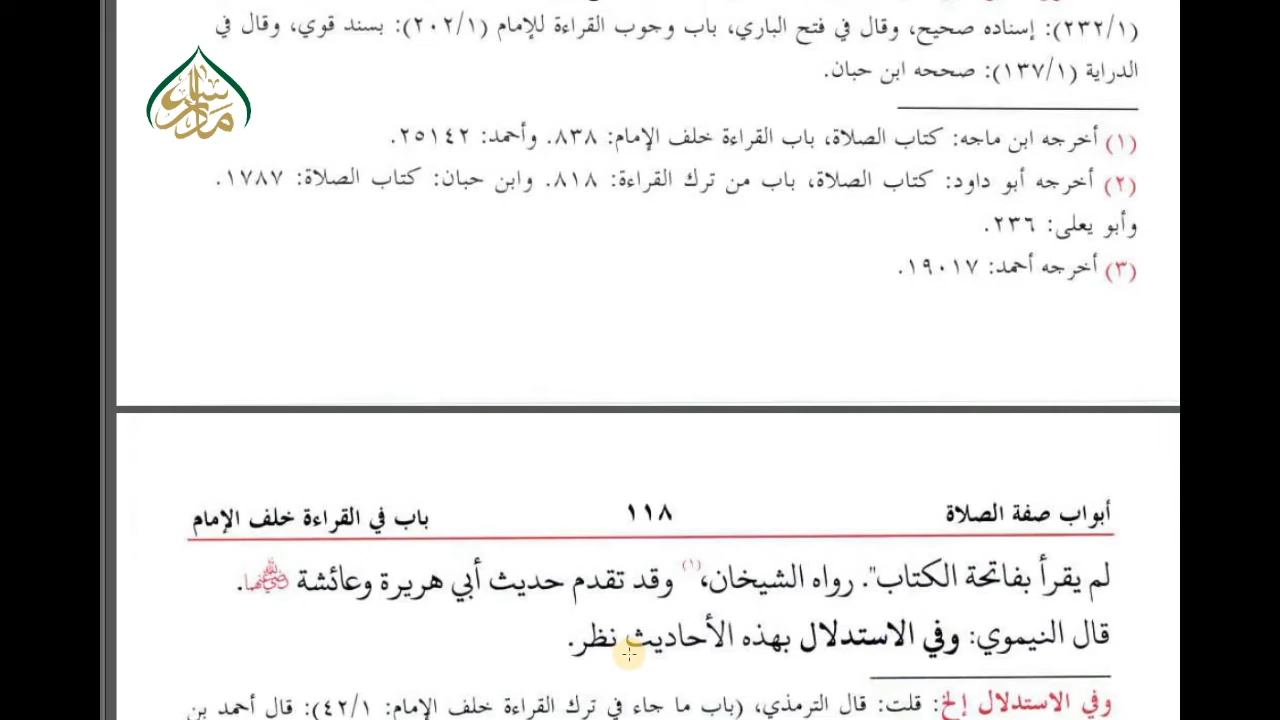 (٢٣٢/١): إسناده صحيح، وقال في فتح الباري، باب وجوب القراءة للإمام (٢٠٢/١): بسند قوي، وقال في
الدراية (١٣٧/١): صححه ابن حبان.
(١) أخرجه ابن ماجه: كتاب الصلاة، باب القراءة خلف الإمام: ٨٣٨. وأحمد: ٢٥١٤٢.
(٢) أخرجه أبو داود: كتاب الصلاة، باب من ترك القراءة: ٨١٨. وابن حبان: كتاب الصلاة: ١٧٨٧.
وأبو يعلى: ٢٣٦.
(٣) أخرجه أحمد: ١٩٠١٧.
أبواب صفة الصلاة ١١٨ باب في القراءة خلف الإمام
لم يقرأ بفاتحة الكتاب". رواه الشيخان،(١) وقد تقدم حديث أبي هريرة وعائشة.
قال النيموي: وفي الاستدلال بهذه الأحاديث نظر.
وفي الاستدلال إلخ: قلت: قال الترمذي، (باب ما جاء في ترك القراءة خلف الإمام: ٤٢/١): قال أحمد بن